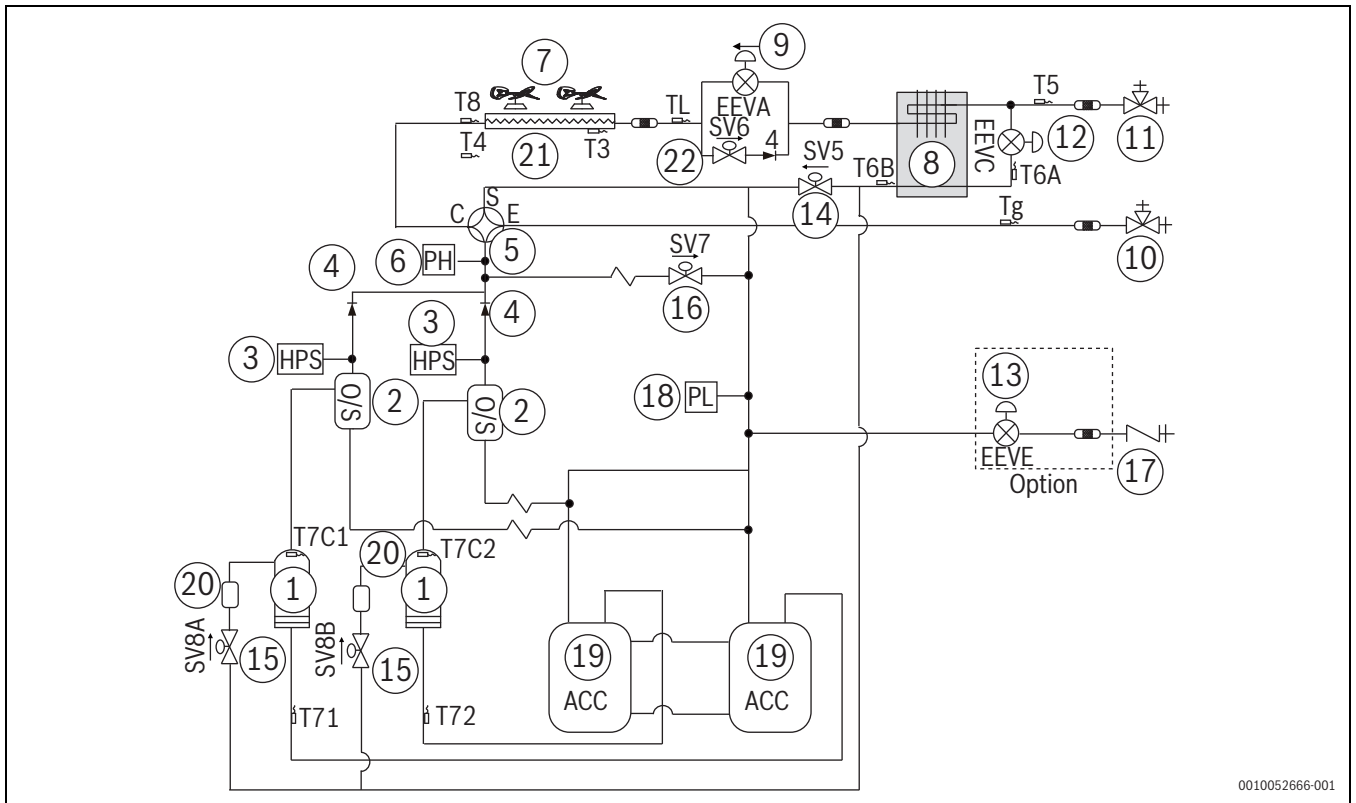 7
9
T8
TL
EEVA
T5
T4
21
T3
SV6
4
22
SV5
T6B
8
EEVC
12
11
T6A
14
Tg
10
C
S
E
5
6
PH
SV7
16
4
4
3
HPS
3
HPS
O/S
2
O/S
2
18
PL
13
EEVE
Option
17
T7C1
T7C2
20
1
20
1
SV8A
15
SV8B
15
T71
T72
19
ACC
19
ACC
0010052666-001